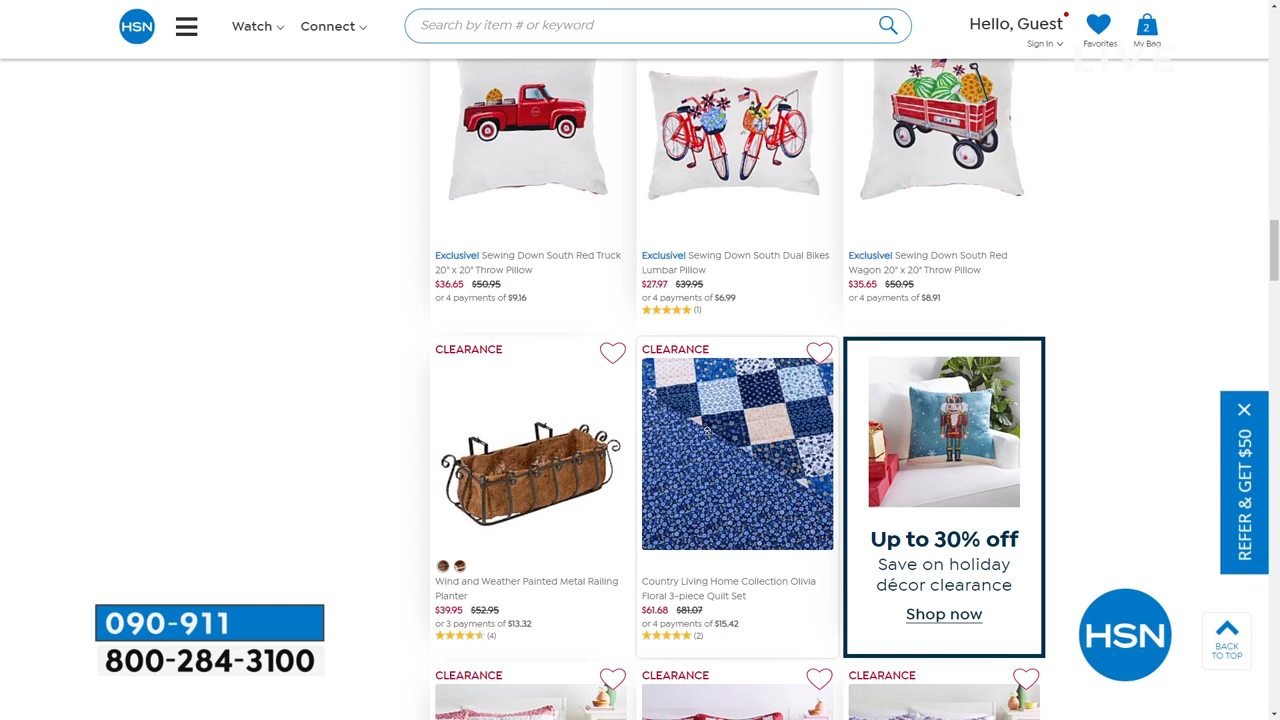 HSN
Watch
Connect
Search by item # or keyword
Hello, Guest
Sign In
Favorites
2
My Bag
LIVE
USA
Exclusive! Sewing Down South Red Truck
20" x 20" Throw Pillow
$36.65 $50.95
or 4 payments of $9.16
Exclusive! Sewing Down South Dual Bikes
Lumbar Pillow
$27.97 $39.95
or 4 payments of $6.99
(1)
Exclusive! Sewing Down South Red
Wagon 20" x 20" Throw Pillow
$35.65 $50.95
or 4 payments of $8.91
CLEARANCE
Wind and Weather Painted Metal Railing
Planter
$39.95 $52.95
or 3 payments of $13.32
(4)
CLEARANCE
Country Living Home Collection Olivia
Floral 3-piece Quilt Set
$61.68 $81.07
or 4 payments of $15.42
(2)
Up to 30% off
Save on holiday
décor clearance
Shop now
REFER & GET $50
090-911
800-284-3100
HSN
BACK
TO TOP
CLEARANCE
CLEARANCE
CLEARANCE